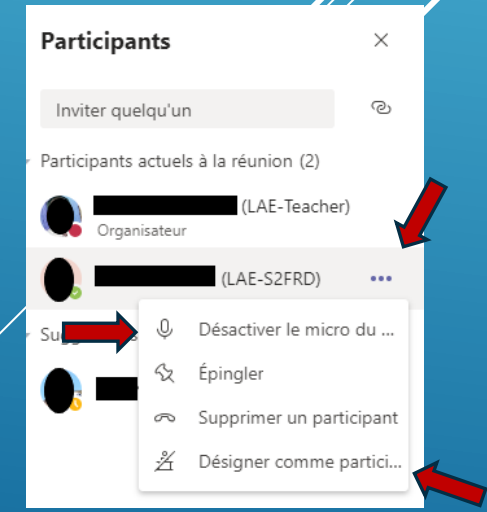 Participants
Inviter quelqu'un
Participants actuels à la réunion (2)
(LAE-Teacher)
Organisateur
(LAE-S2FRD)
Désactiver le micro du ...
Épingler
Supprimer un participant
Désigner comme partici...